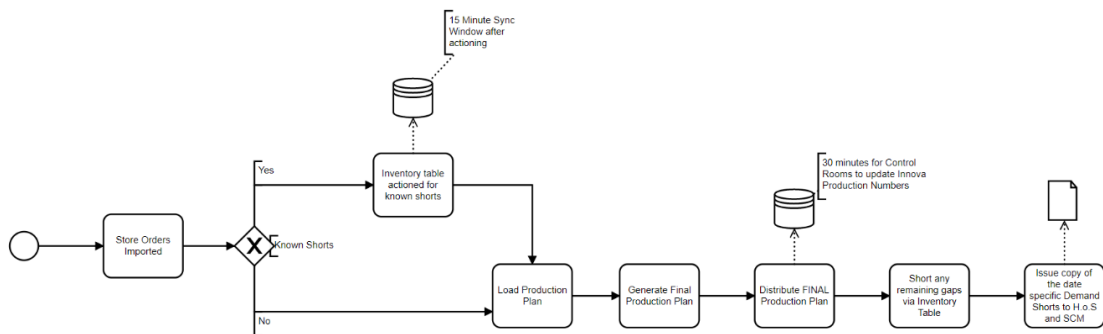 15 Minute Sync
Window after
actioning
Yes
Inventory table
actioned for
known shorts
30 minutes for Control
Rooms to update Innova
Production Numbers
Store Orders
Imported
X
Known Shorts
Load Production
Plan
Generate Final
Production Plan
Distribute FINAL
Production Plan
Short any
remaining gaps
via Inventory
Table
Issue copy of
the date
specific Demand
Shorts to H.o.S
and SCM
No